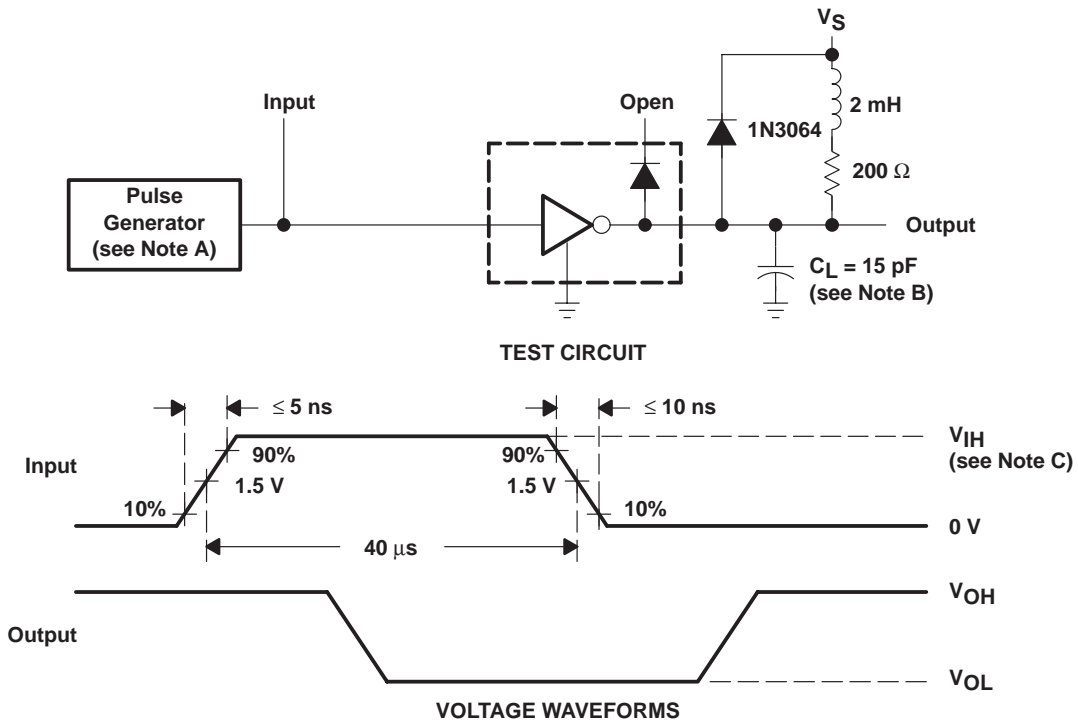 VS
Input
Open
2 mH
1N3064
200 Ω
Pulse
Generator
(see Note A)
Output
CL = 15 pF
(see Note B)
TEST CIRCUIT
≤ 5 ns
≤ 10 ns
Input
VIH
(see Note C)
90%
90%
1.5 V
1.5 V
10%
10%
0 V
40 μs
VOH
Output
VOL
VOLTAGE WAVEFORMS